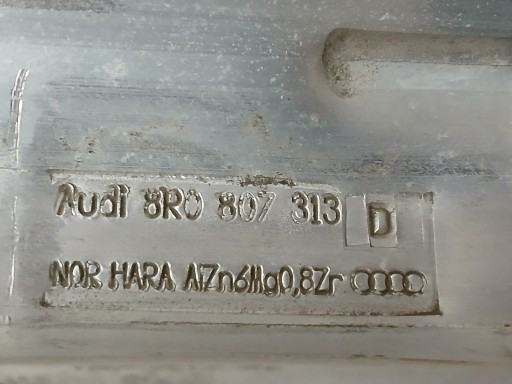 Audi 8R0 807 313 D
NOR HARA AlZn6Mg0,8Zr